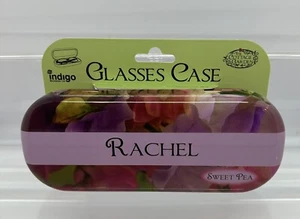 indigo
GLASSES CASE
RACHEL
SWEET PEA